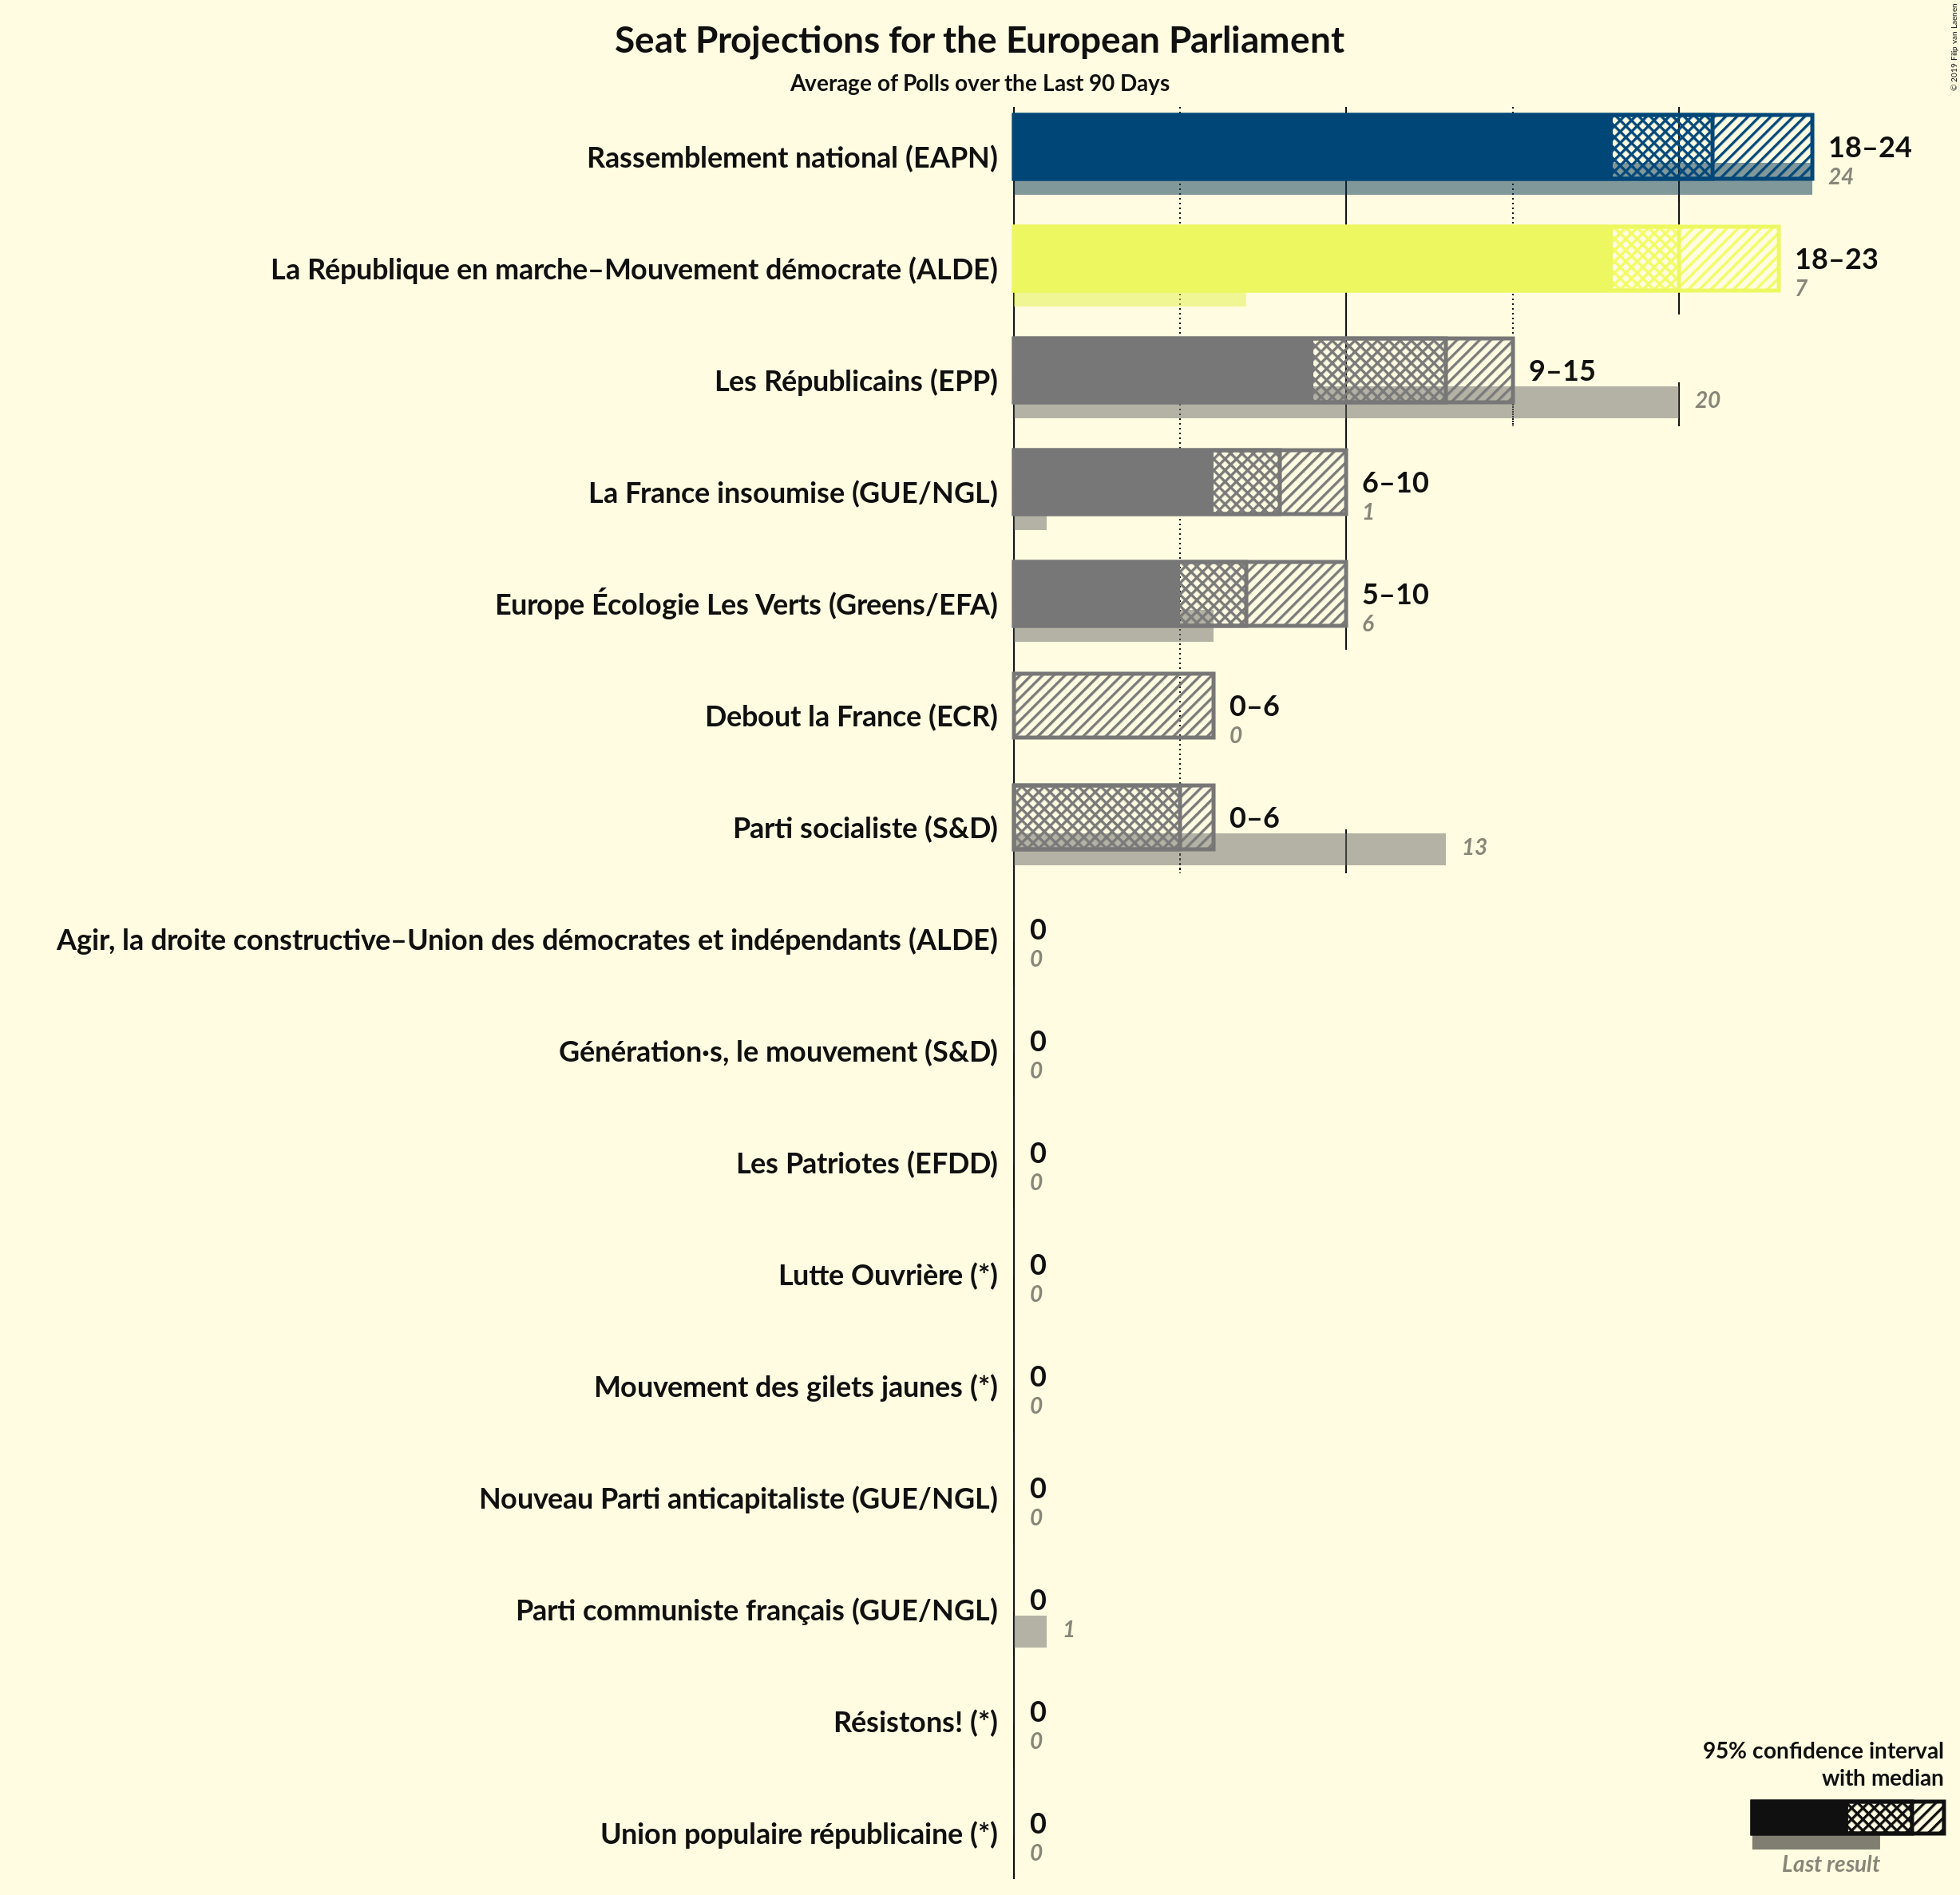 Seat Projections for the European Parliament
Average of Polls over the Last 90 Days
© 2019 Filip van Laenen
Rassemblement national (EAPN)
18–24
24
La République en marche–Mouvement démocrate (ALDE)
18–23
7
Les Républicains (EPP)
9–15
20
La France insoumise (GUE/NGL)
6–10
1
Europe Écologie Les Verts (Greens/EFA)
5–10
6
Debout la France (ECR)
0–6
0
Parti socialiste (S&D)
0–6
13
Agir, la droite constructive–Union des démocrates et indépendants (ALDE)
0
0
Génération·s, le mouvement (S&D)
0
0
Les Patriotes (EFDD)
0
0
Lutte Ouvrière (*)
0
0
Mouvement des gilets jaunes (*)
0
0
Nouveau Parti anticapitaliste (GUE/NGL)
0
0
Parti communiste français (GUE/NGL)
0
1
Résistons! (*)
0
0
Union populaire républicaine (*)
0
0
95% confidence interval
with median
Last result